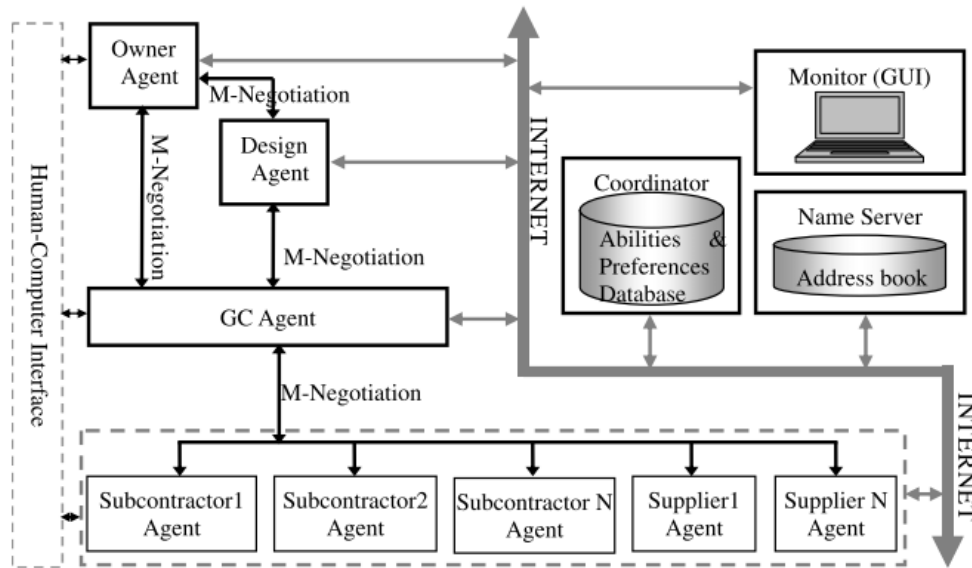 Human-Computer Interface
Owner
Agent
M-Negotiation
M-Negotiation
Design
Agent
M-Negotiation
GC Agent
M-Negotiation
INTERNET
Monitor (GUI)
Coordinator
Abilities &
Preferences
Database
Name Server
Address book
INTERNET
Subcontractor1
Agent
Subcontractor2
Agent
Subcontractor N
Agent
Supplier1
Agent
Supplier N
Agent